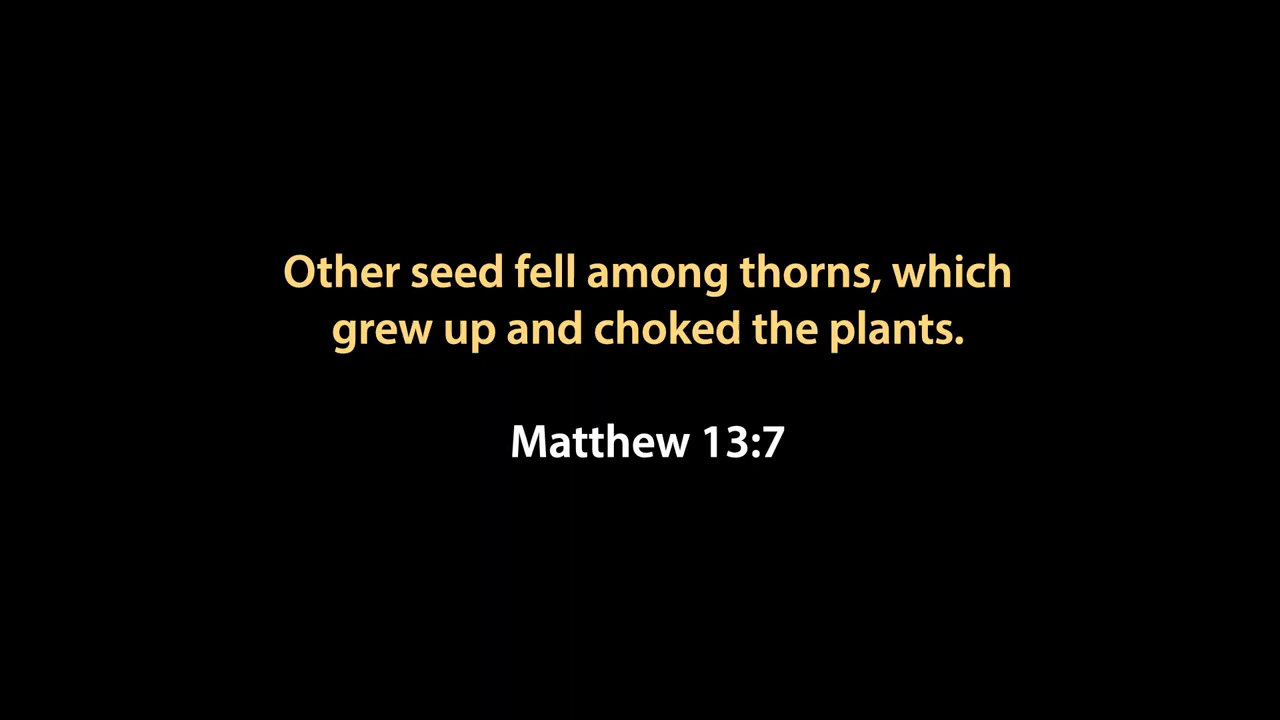 Other seed fell among thorns, which
grew up and choked the plants.
Matthew 13:7